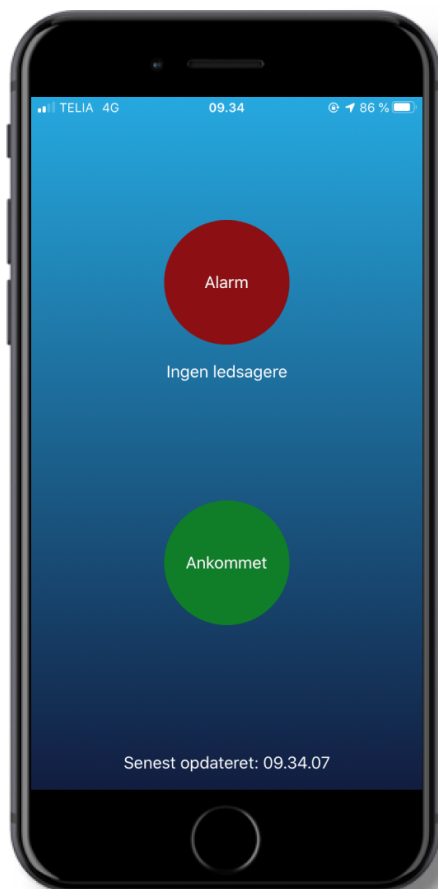 TELIA 4G 09.34 86 %
Alarm
Ingen ledsagere
Ankommet
Senest opdateret: 09.34.07